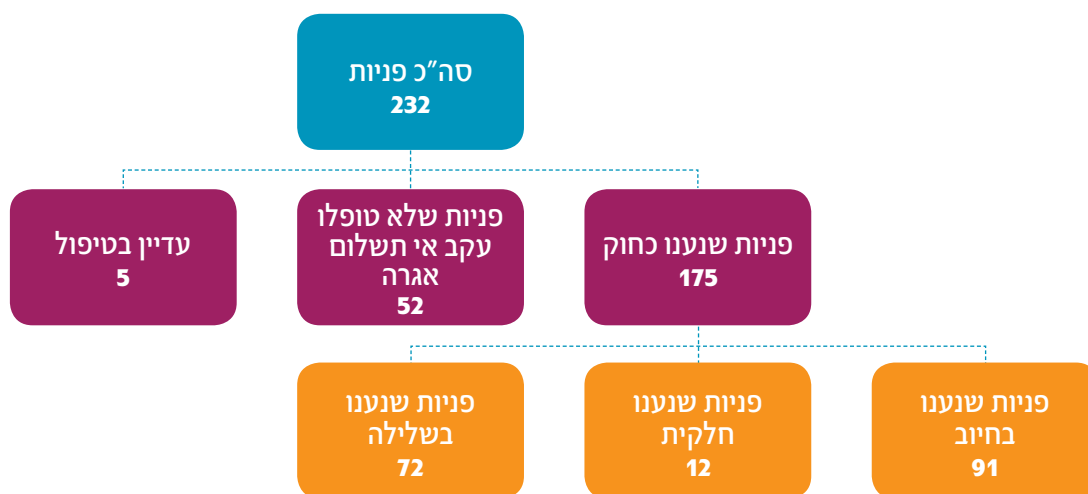 סה"כ פניות
232
פניות שנענו כחוק
175
פניות שלא טופלו
עקב אי תשלום
אגרה
52
עדיין בטיפול
5
פניות שנענו
בחיוב
91
פניות שנענו
חלקית
12
פניות שנענו
בשלילה
72